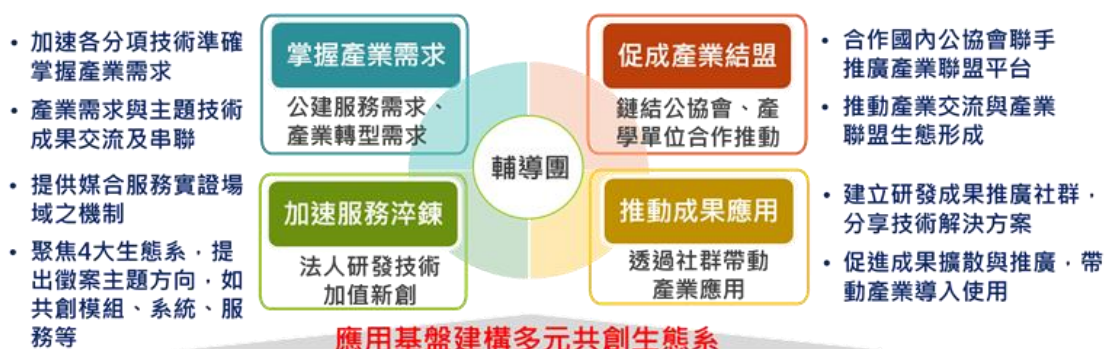 • 加速各分項技術準確
掌握產業需求
• 產業需求與主題技術
成果交流及串聯
掌握產業需求
公建服務需求、
產業轉型需求
促成產業結盟
鏈結公協會、產
學單位合作推動
• 合作國內公協會聯手
推廣產業聯盟平台
• 推動產業交流與產業
聯盟生態形成
輔導團
• 提供媒合服務實證場
域之機制
• 聚焦4大生態系，提
出徵案主題方向，如
共創模組、系統、服
務等
加速服務淬鍊
法人研發技術
加值新創
推動成果應用
透過社群帶動
產業應用
• 建立研發成果推廣社群，
分享技術解決方案
• 促進成果擴散與推廣，帶
動產業導入使用
應用基盤建構多元共創生態系